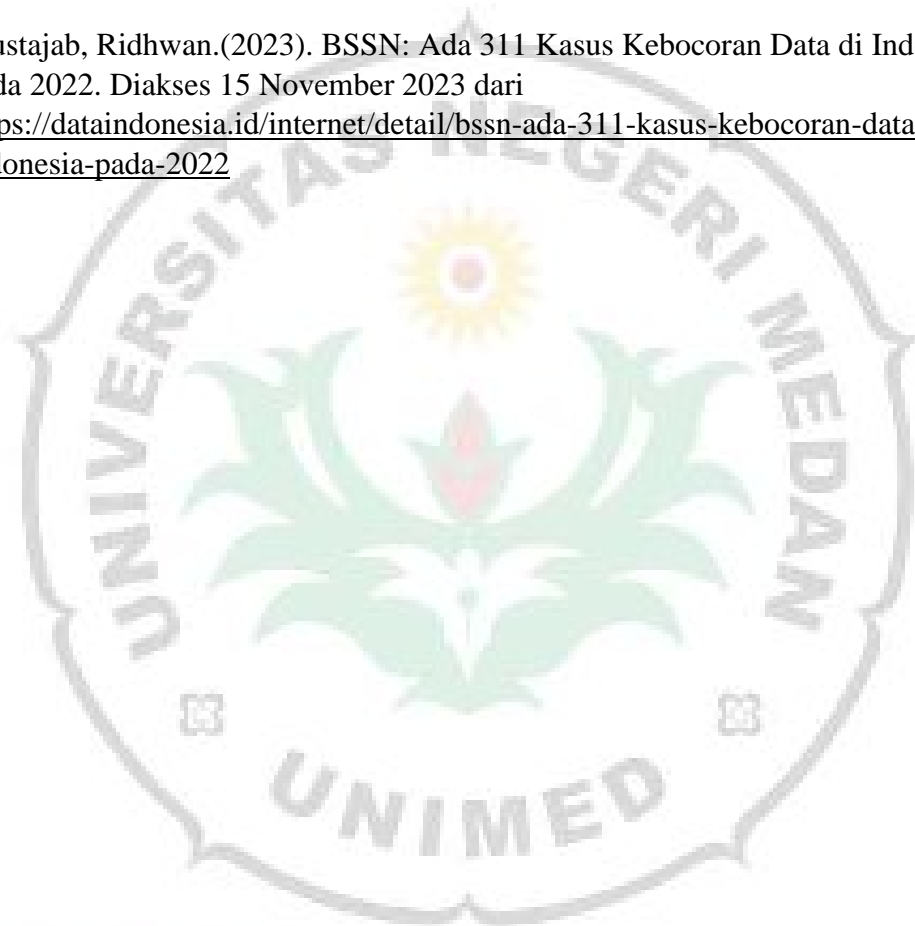 ustajab, Ridhwan.(2023). BSSN: Ada 311 Kasus Kebocoran Data di Ind
da 2022. Diakses 15 November 2023 dari
ps://dataindonesia.id/internet/detail/bssn-ada-311-kasus-kebocoran-data
donesia-pada-2022
UNIVERSITAS NEGERI MEDAN
UNIMED